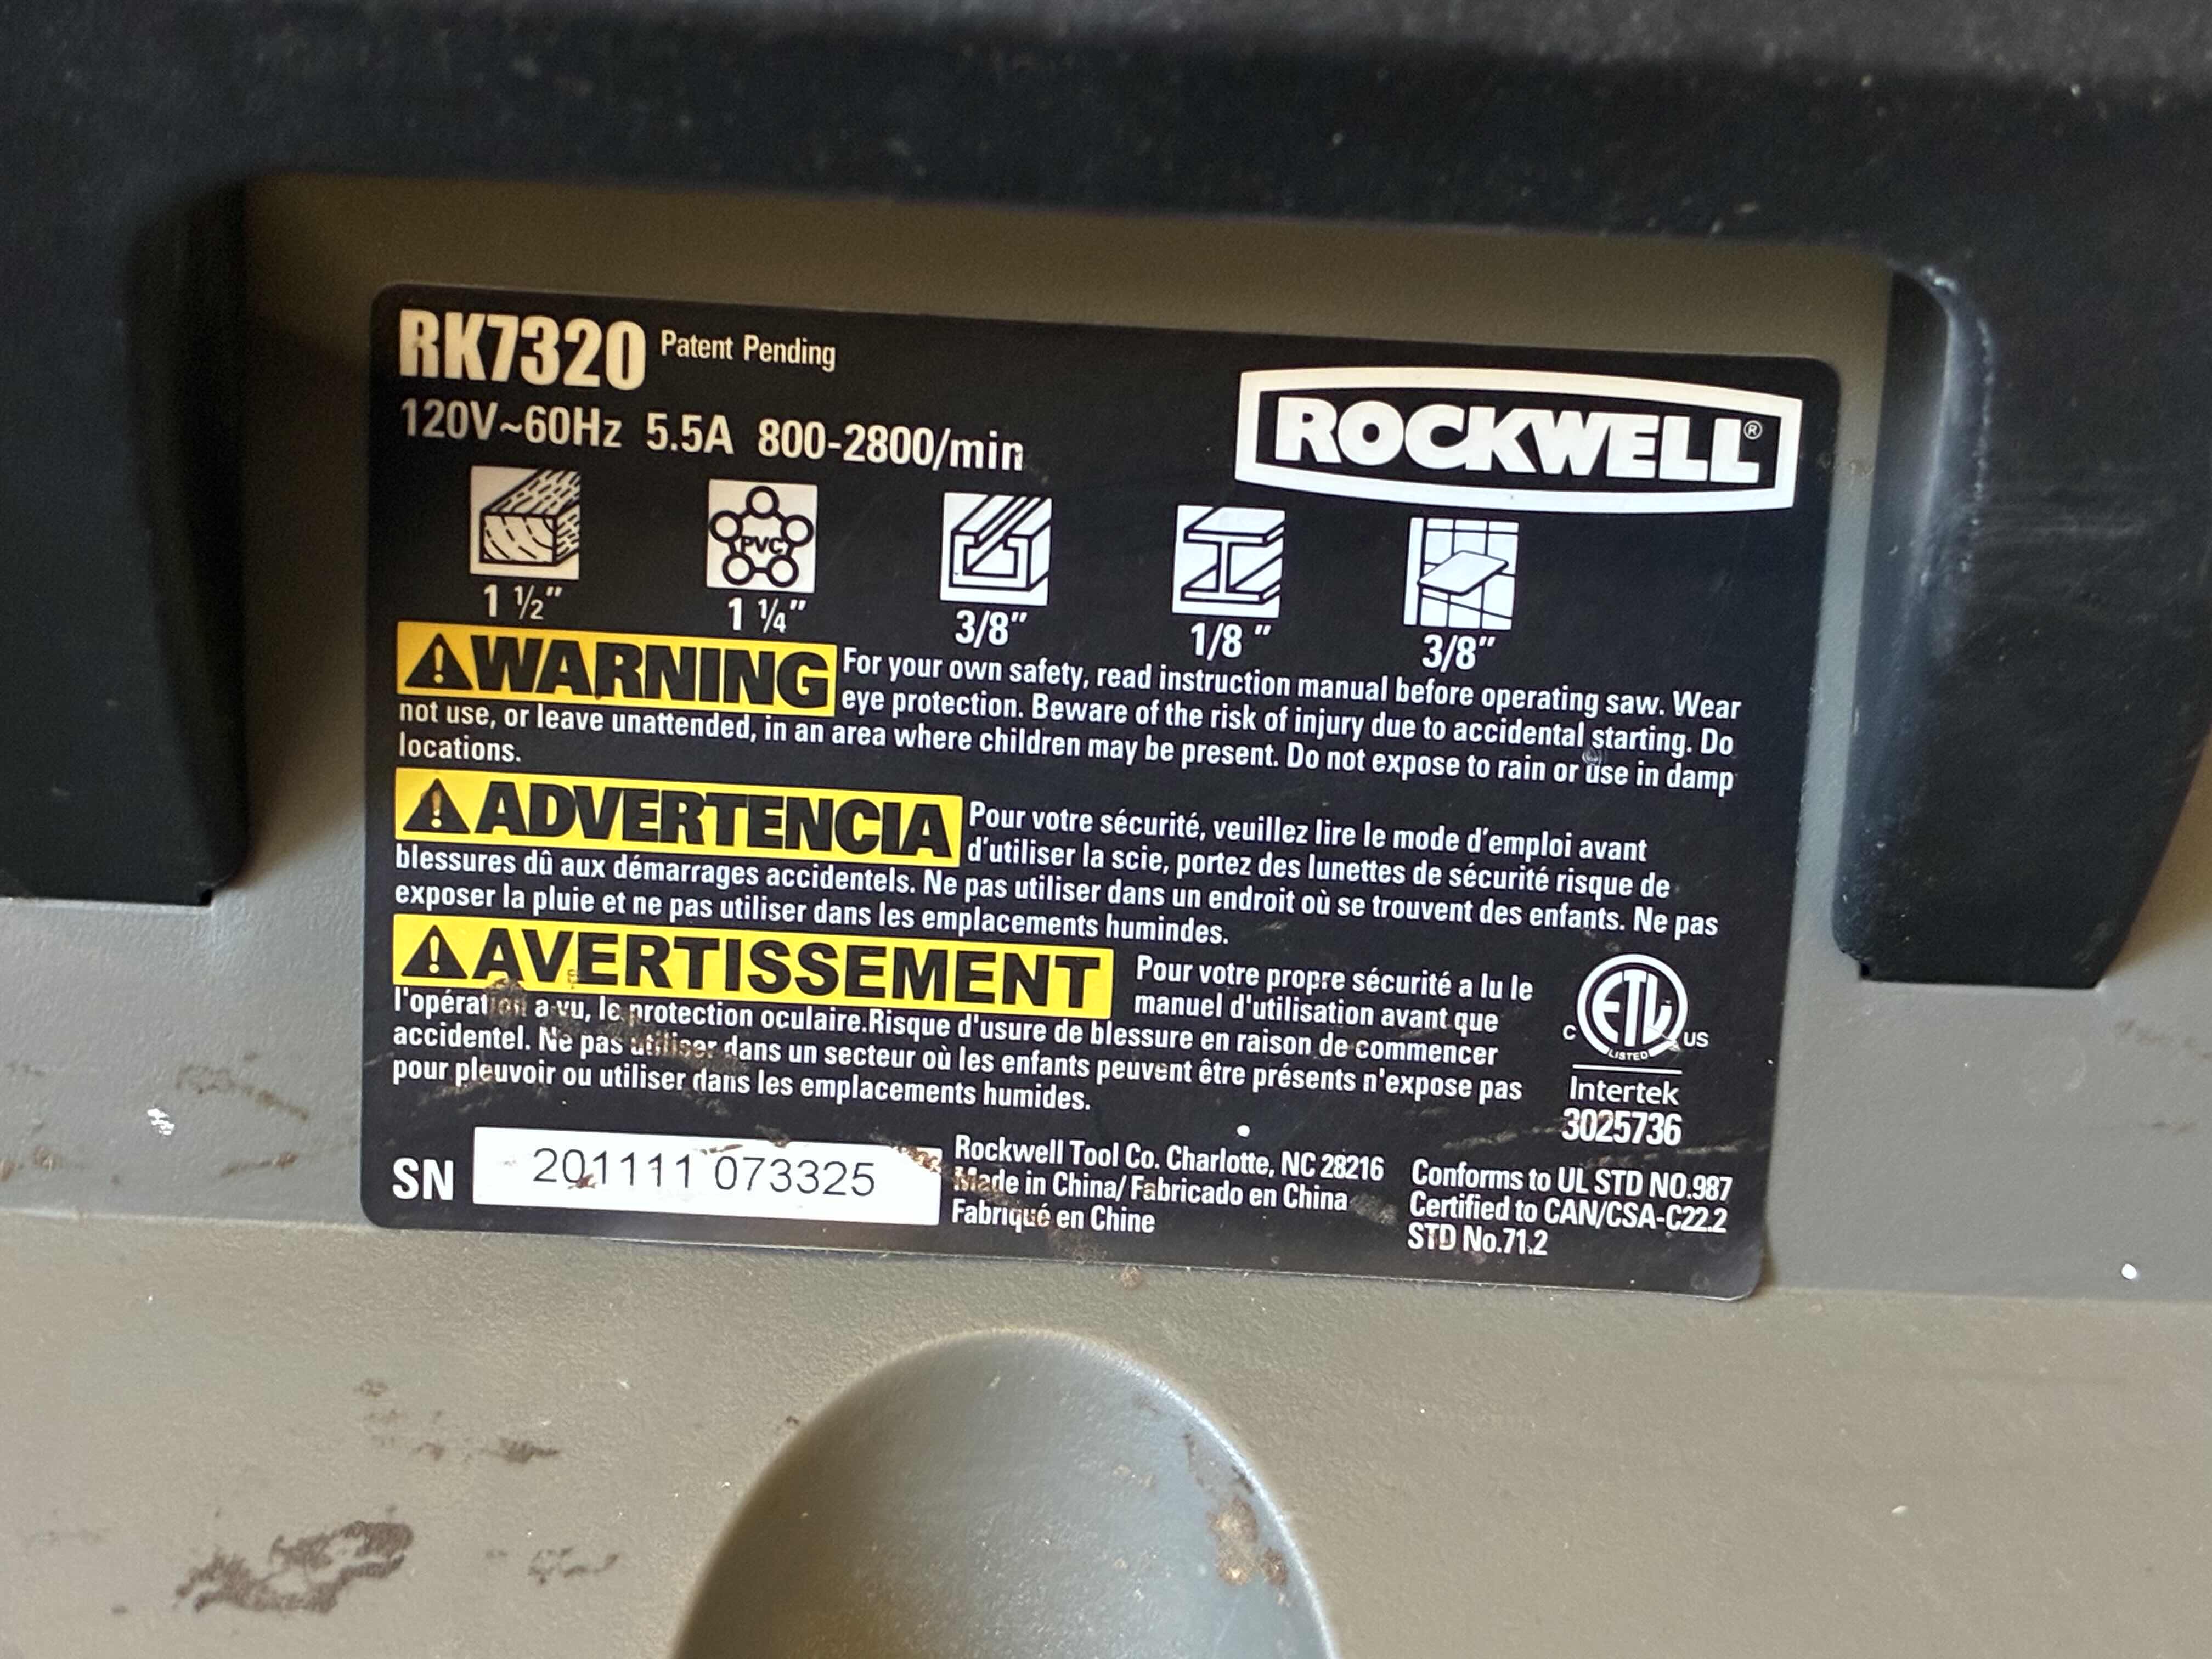 RK7320 Patent Pending
120V~60Hz 5.5A 800-2800/min
ROCKWELL®
PVC
1 ½" 1 ¼" 3/8" 1/8 " 3/8"
WARNING For your own safety, read instruction manual before operating saw. Wear
eye protection. Beware of the risk of injury due to accidental starting. Do
not use, or leave unattended, in an area where children may be present. Do not expose to rain or use in damp
locations.
ADVERTENCIA Pour votre sécurité, veuillez lire le mode d'emploi avant
d'utiliser la scie, portez des lunettes de sécurité risque de
blessures dû aux démarrages accidentels. Ne pas utiliser dans un endroit où se trouvent des enfants. Ne pas
exposer la pluie et ne pas utiliser dans les emplacements humindes.
AVERTISSEMENT Pour votre propre sécurité a lu le
manuel d'utilisation avant que
l'opération a vu, le protection oculaire.Risque d'usure de blessure en raison de commencer
accidentel. Ne pas utiliser dans un secteur où les enfants peuvent être présents n'expose pas
pour pleuvoir ou utiliser dans les emplacements humides.
C ETL US
LISTED
Intertek
3025736
SN 201111 073325
Rockwell Tool Co. Charlotte, NC 28216
Made in China/ Fabricado en China
Fabriqué en Chine
Conforms to UL STD NO.987
Certified to CAN/CSA-C22.2
STD No.71.2